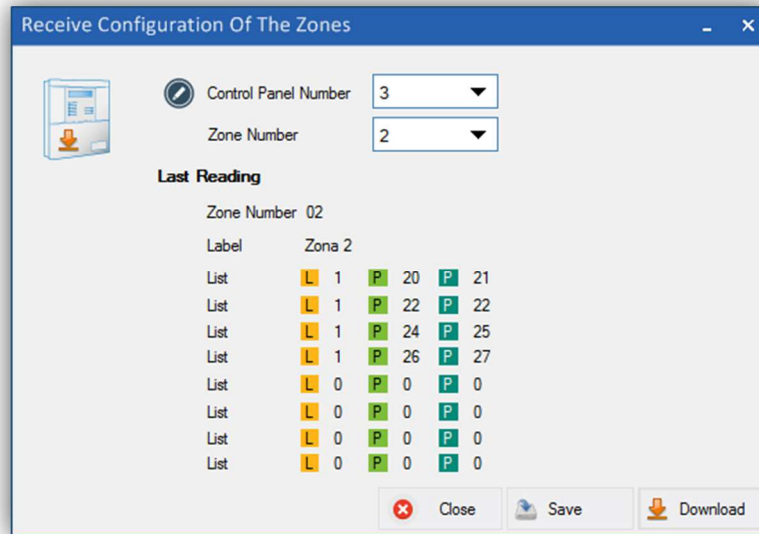 Receive Configuration Of The Zones
Control Panel Number 3
Zone Number 2
Last Reading
Zone Number 02
Label Zona 2
List L 1 P 20 P 21
List L 1 P 22 P 22
List L 1 P 24 P 25
List L 1 P 26 P 27
List L 0 P 0 P 0
List L 0 P 0 P 0
List L 0 P 0 P 0
List L 0 P 0 P 0
Close Save Download